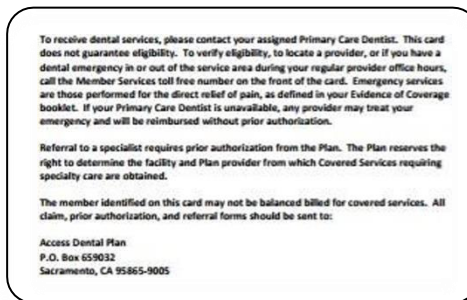 To receive dental services, please contact your assigned Primary Care Dentist. This card
does not guarantee eligibility. To verify eligibility, to locate a provider, or if you have a
dental emergency in or out of the service area during your regular provider office hours,
call the Member Services toll free number on the front of the card. Emergency services
are those performed for the direct relief of pain, as defined in your Evidence of Coverage
booklet. If your Primary Care Dentist is unavailable, any provider may treat your
emergency and will be reimbursed without prior authorization.
Referral to a specialist requires prior authorization from the Plan. The Plan reserves the
right to determine the facility and Plan provider from which Covered Services requiring
specialty care are obtained.
The member identified on this card may not be balanced billed for covered services. All
claim, prior authorization, and referral forms should be sent to:
Access Dental Plan
P.O. Box 659032
Sacramento, CA 95865-9005